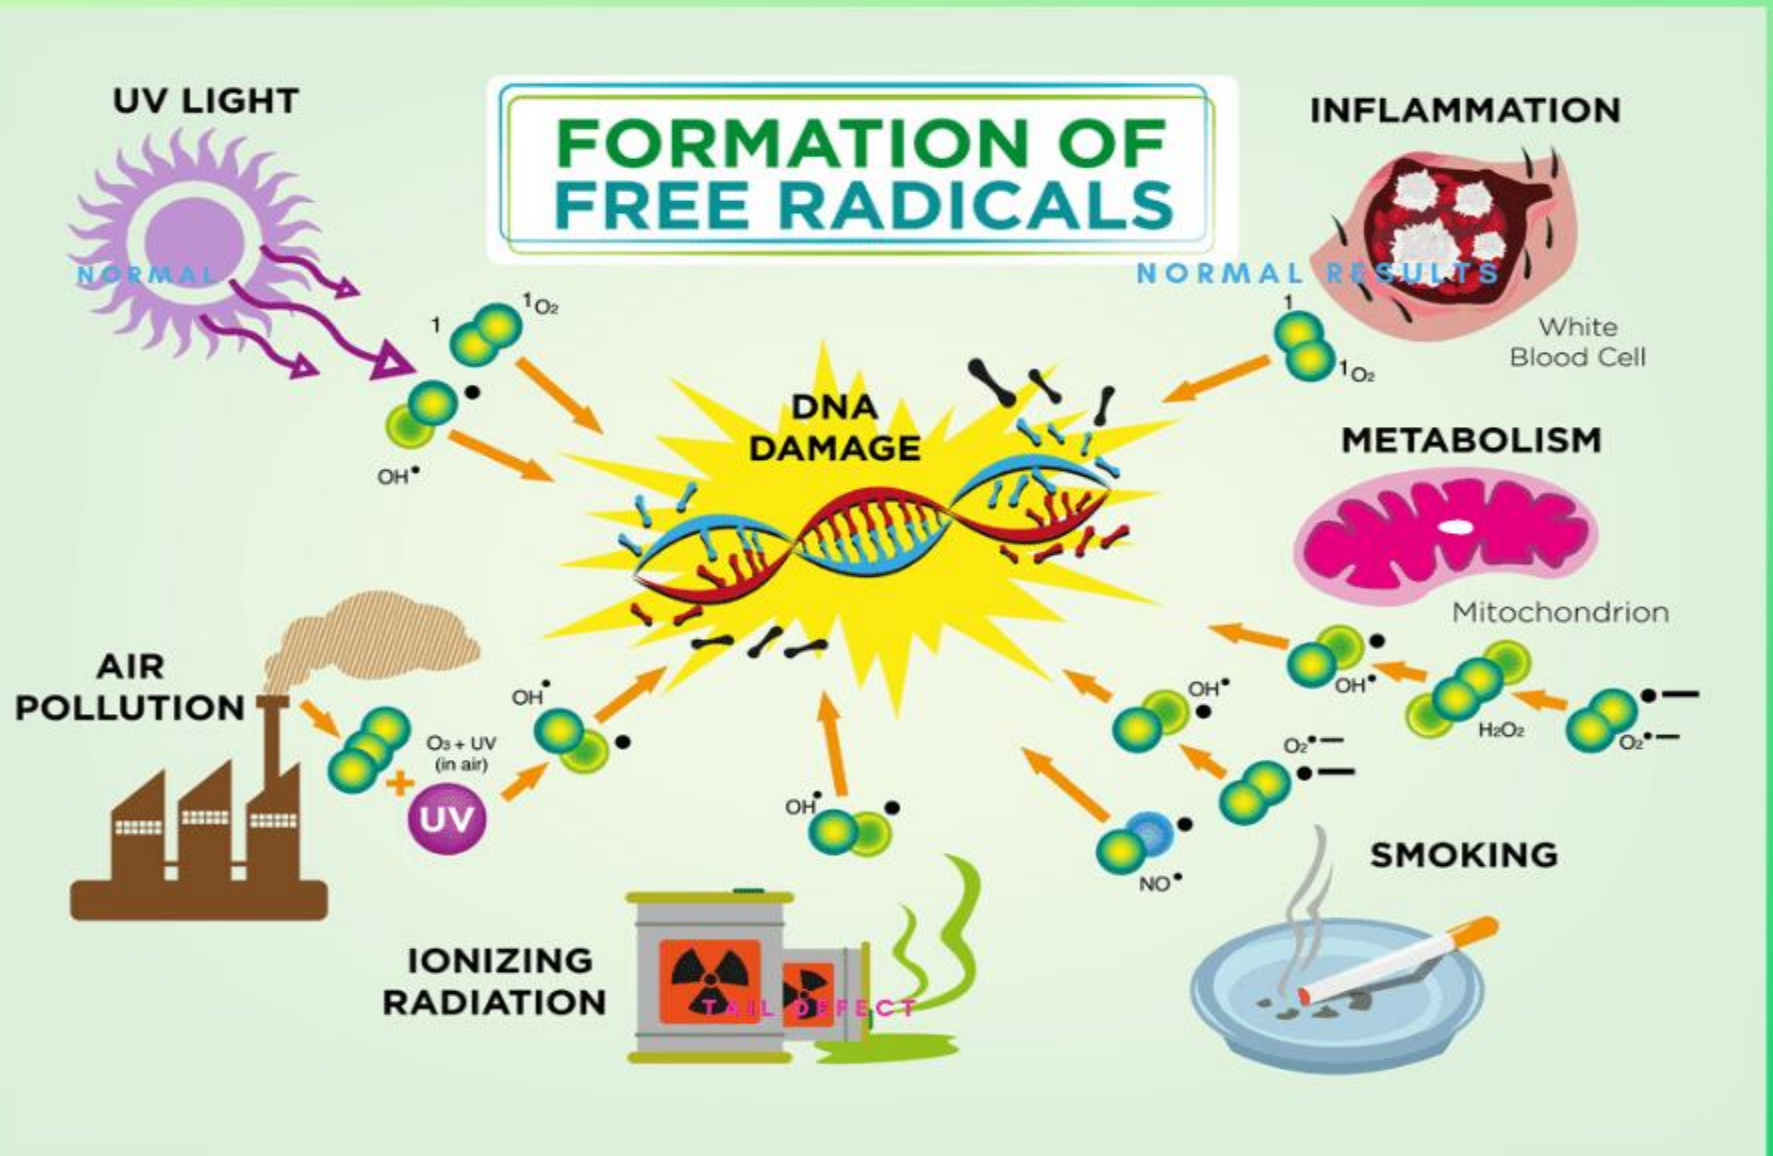 FORMATION OF
FREE RADICALS
UV LIGHT
NORMAL
1
¹O₂
OH•
INFLAMMATION
NORMAL RESULTS
White
Blood Cell
1
¹O₂
DNA
DAMAGE
METABOLISM
Mitochondrion
OH•
H₂O₂
O₂•−
AIR
POLLUTION
O₃ + UV
(in air)
+
UV
OH•
OH•
OH•
O₂•−
NO•
SMOKING
IONIZING
RADIATION
TAIL DEFECT